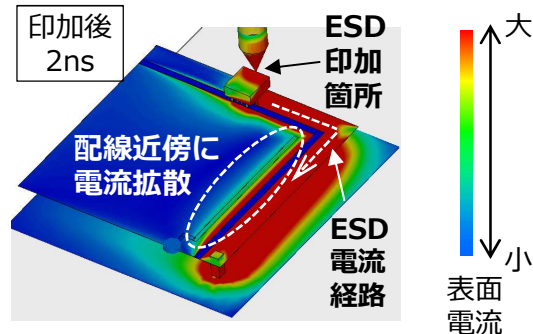 印加後
2ns
ESD
印加
箇所
配線近傍に
電流拡散
ESD
電流
経路
大
小
表面
電流